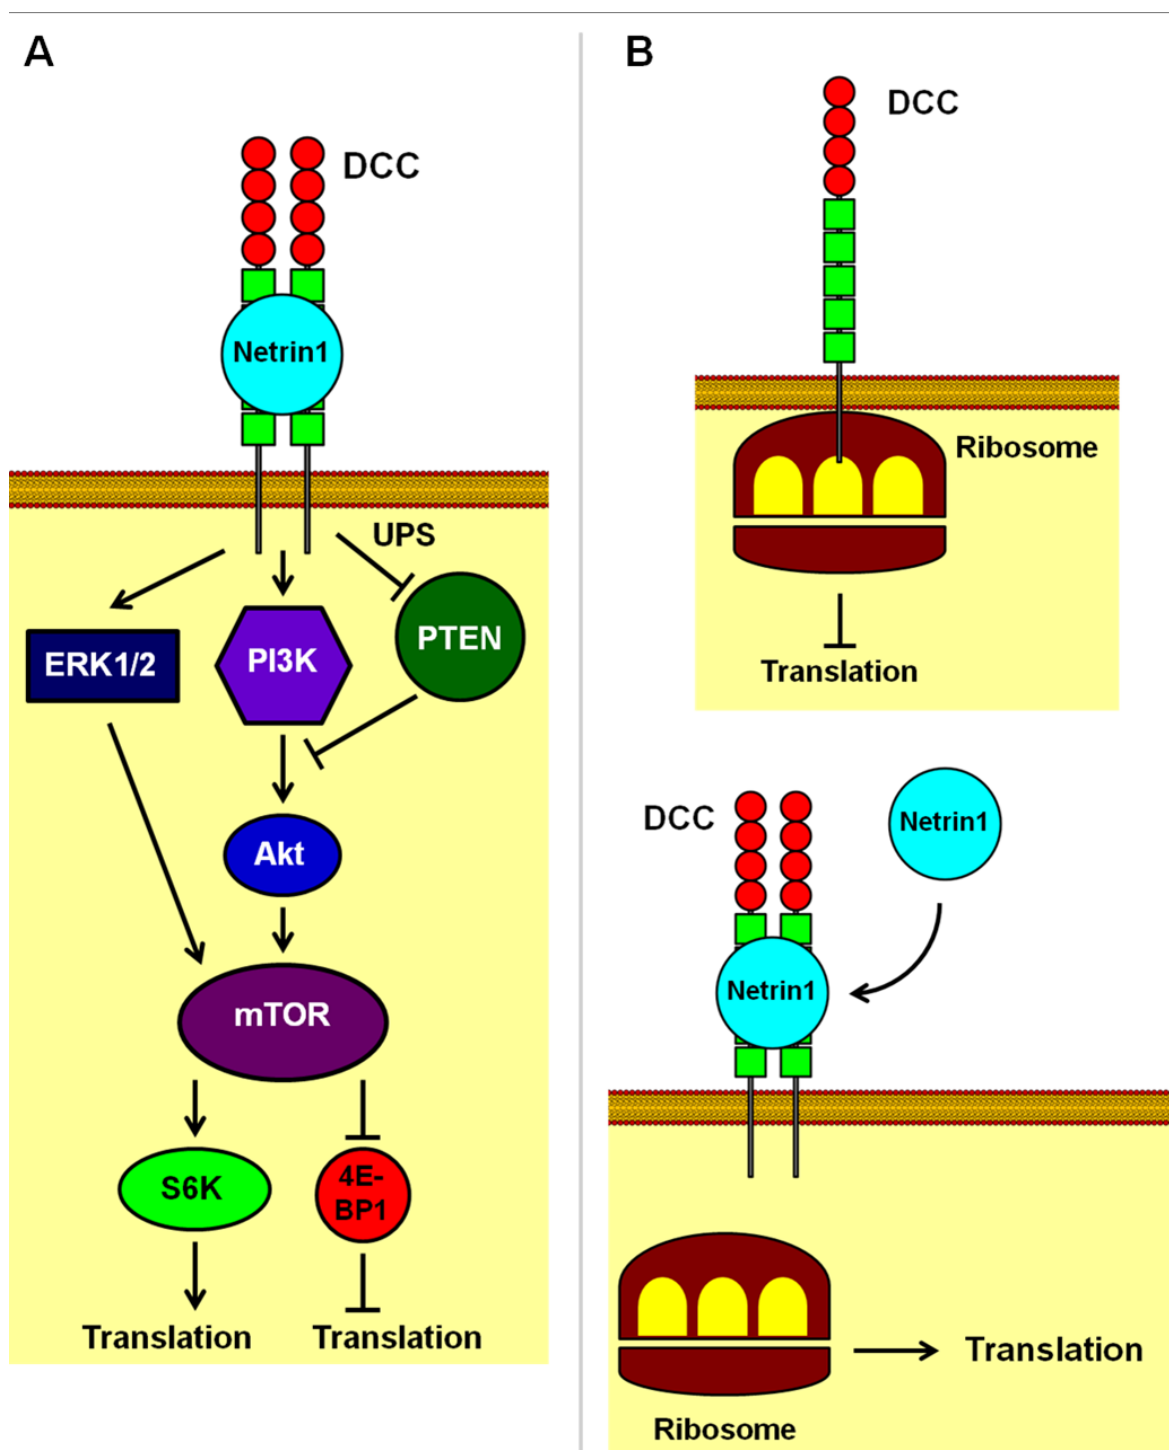 A
DCC
Netrin1
UPS
ERK1/2
PI3K
PTEN
Akt
mTOR
S6K
4E-
BP1
Translation
Translation
B
DCC
Ribosome
Translation
DCC
Netrin1
Netrin1
Translation
Ribosome